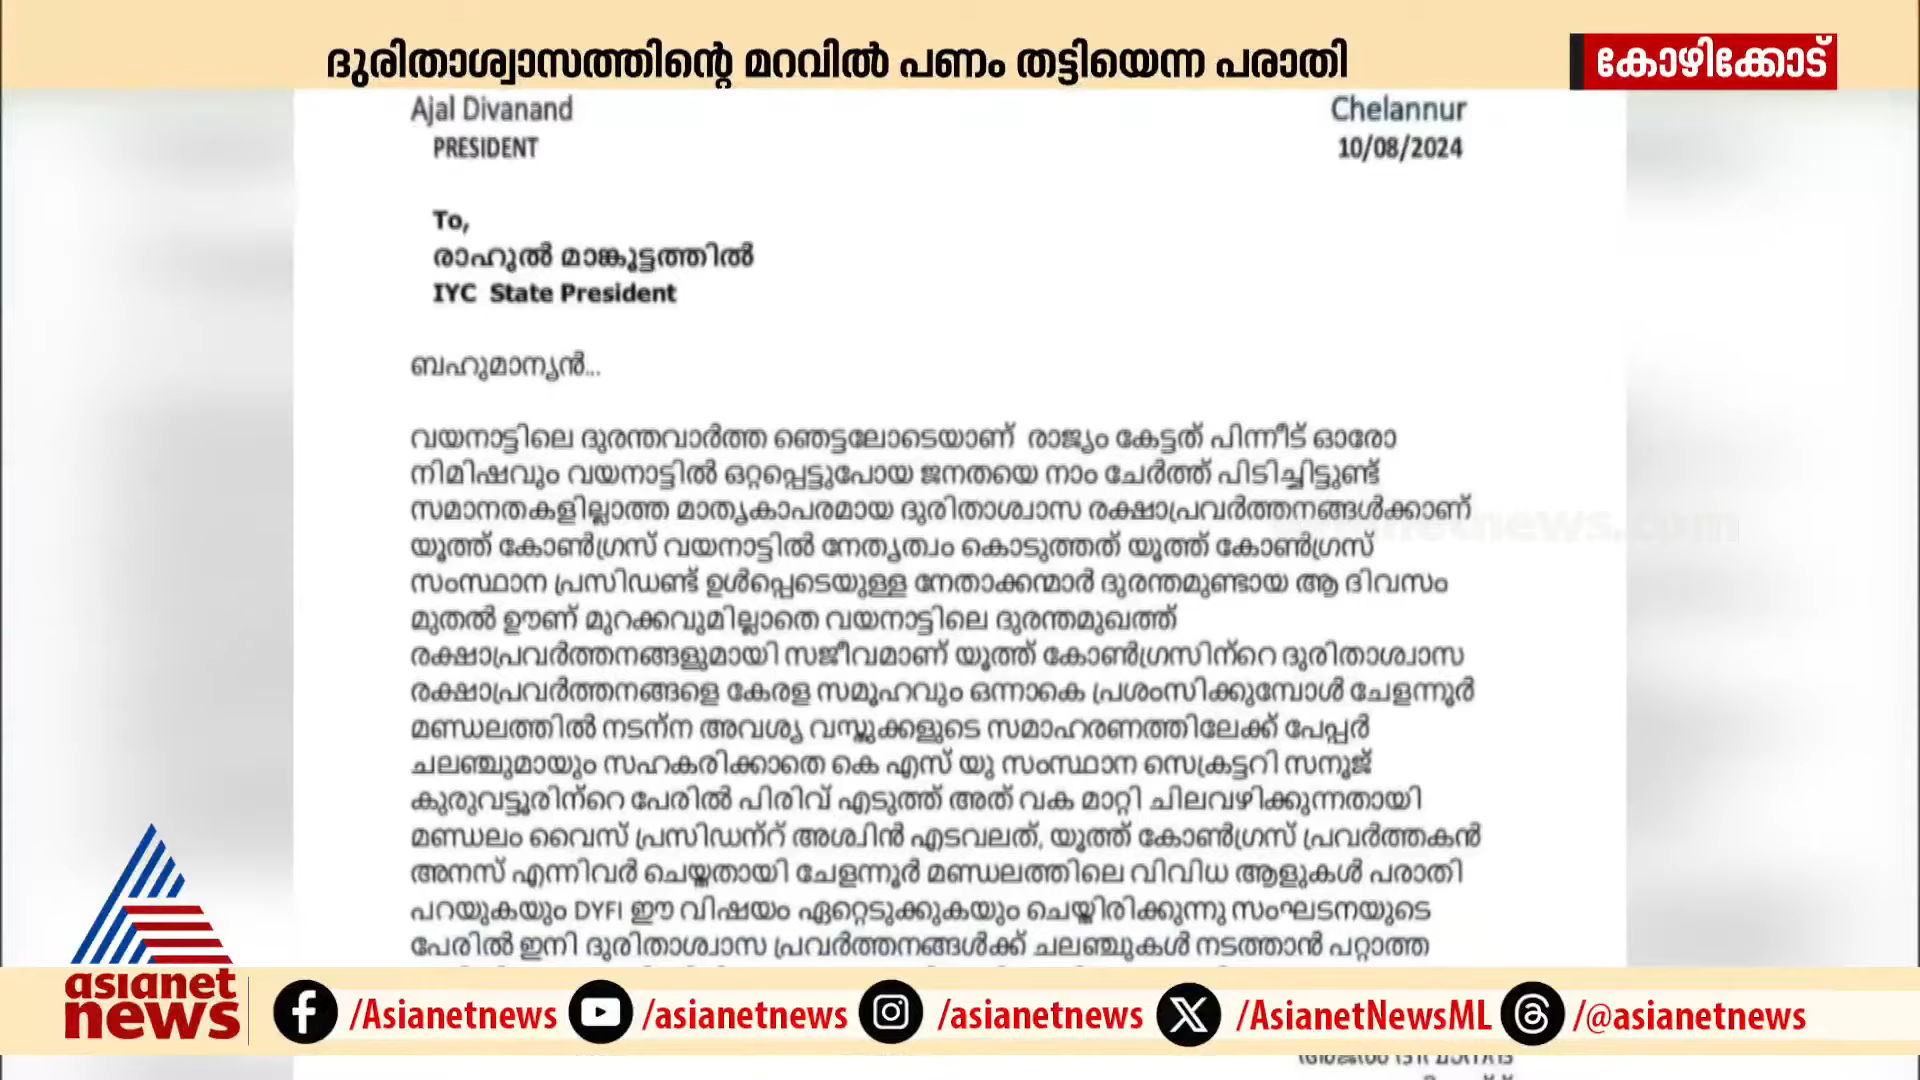 ദുരിതാശ്വാസത്തിന്റെ മറവിൽ പണം തട്ടിയെന്ന പരാതി
കോഴിക്കോട്
Ajal Divanand
Chelannur
PRESIDENT
10/08/2024
To,
രാഹൂൽ മാങ്കൂട്ടത്തിൽ
IYC State President
ബഹുമാന്യൻ...
വയനാട്ടിലെ ദുരന്തവാർത്ത ഞെട്ടലോടെയാണ് രാജ്യം കേട്ടത് പിന്നീട് ഓരോ
നിമിഷവും വയനാട്ടിൽ ഒറ്റപ്പെട്ടുപോയ ജനതയെ നാം ചേർത്ത് പിടിച്ചിട്ടുണ്ട്
സമാനതകളില്ലാത്ത മാതൃകാപരമായ ദുരിതാശ്വാസ രക്ഷാപ്രവർത്തനങ്ങൾക്കാണ്
യൂത്ത് കോൺഗ്രസ് വയനാട്ടിൽ നേതൃത്വം കൊടുത്തത് യൂത്ത് കോൺഗ്രസ്
സംസ്ഥാന പ്രസിഡണ്ട് ഉൾപ്പെടെയുള്ള നേതാക്കന്മാർ ദുരന്തമുണ്ടായ ആ ദിവസം
മുതൽ ഊണ് മുറക്കവുമില്ലാതെ വയനാട്ടിലെ ദുരന്തമുഖത്ത്
രക്ഷാപ്രവർത്തനങ്ങളുമായി സജീവമാണ് യൂത്ത് കോൺഗ്രസിന്റെ ദുരിതാശ്വാസ
രക്ഷാപ്രവർത്തനങ്ങളെ കേരള സമൂഹവും ഒന്നാകെ പ്രശംസിക്കുമ്പോൾ ചേളന്നൂർ
മണ്ഡലത്തിൽ നടന്ന അവശ്യ വസ്തുക്കളുടെ സമാഹരണത്തിലേക്ക് പേപ്പർ
ചലഞ്ചുമായും സഹകരിക്കാതെ കെ എസ് യു സംസ്ഥാന സെക്രട്ടറി സനൂജ്
കുരുവട്ടൂരിന്റെ പേരിൽ പിരിവ് എടുത്ത് അത് വക മാറ്റി ചിലവഴിക്കുന്നതായി
മണ്ഡലം വൈസ് പ്രസിഡന്റ് അശ്വിൻ എടവലത്, യൂത്ത് കോൺഗ്രസ് പ്രവർത്തകൻ
അനസ് എന്നിവർ ചെയ്തതായി ചേളന്നൂർ മണ്ഡലത്തിലെ വിവിധ ആളുകൾ പരാതി
പറയുകയും DYFI ഈ വിഷയം ഏറ്റെടുക്കുകയും ചെയ്തിരിക്കുന്നു സംഘടനയുടെ
പേരിൽ ഇനി ദുരിതാശ്വാസ പ്രവർത്തനങ്ങൾക്ക് ചലഞ്ചുകൾ നടത്താൻ പറ്റാത്ത
asianet
news
/Asianetnews /asianetnews /asianetnews /AsianetNewsML /@asianetnews